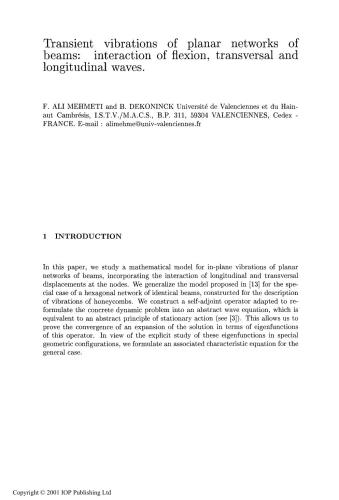 Transient vibrations of planar networks of
beams: interaction of flexion, transversal and
longitudinal waves.
F. ALI MEHMETI and B. DEKONINCK Université de Valenciennes et du Hain-
aut Cambrésis, I.S.T.V./M.A.C.S., B.P. 311, 59304 VALENCIENNES, Cedex -
FRANCE. E-mail : alimehme@univ-valenciennes.fr
1 INTRODUCTION
In this paper, we study a mathematical model for in-plane vibrations of planar
networks of beams, incorporating the interaction of longitudinal and transversal
displacements at the nodes. We generalize the model proposed in [13] for the spe-
cial case of a hexagonal network of identical beams, constructed for the description
of vibrations of honeycombs. We construct a self-adjoint operator adapted to re-
formulate the concrete dynamic problem into an abstract wave equation, which is
equivalent to an abstract principle of stationary action (see [3]). This allows us to
prove the convergence of an expansion of the solution in terms of eigenfunctions
of this operator. In view of the explicit study of these eigenfunctions in special
geometric configurations, we formulate an associated characteristic equation for the
general case.
Copyright © 2001 IOP Publishing Ltd